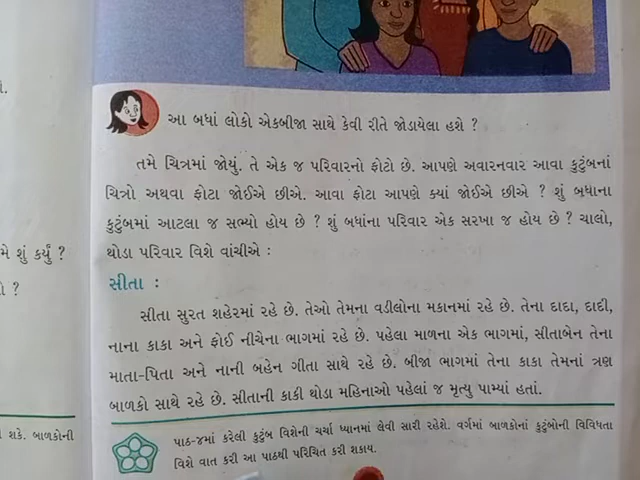 આ બધાં લોકો એકબીજા સાથે કેવી રીતે જોડાયેલા હશે ?
તમે ચિત્રમાં જોયું. તે એક જ પરિવારનો ફોટો છે. આપણે અવારનવાર આવા કુટુંબનાં
ચિત્રો અથવા ફોટા જોઈએ છીએ. આવા ફોટા આપણે ક્યાં જોઈએ છીએ ? શું બધાના
કુટુંબમાં આટલા જ સભ્યો હોય છે ? શું બધાંના પરિવાર એક સરખા જ હોય છે ? ચાલો,
થોડા પરિવાર વિશે વાંચીએ :
સીતા :
સીતા સુરત શહેરમાં રહે છે. તેઓ તેમના વડીલોના મકાનમાં રહે છે. તેના દાદા, દાદી,
નાના કાકા અને ફોઈ નીચેના ભાગમાં રહે છે. પહેલા માળના એક ભાગમાં, સીતાબેન તેના
માતા-પિતા અને નાની બહેન ગીતા સાથે રહે છે. બીજા ભાગમાં તેના કાકા તેમનાં ત્રણ
બાળકો સાથે રહે છે. સીતાની કાકી થોડા મહિનાઓ પહેલાં જ મૃત્યુ પામ્યાં હતાં.
પાઠ-૪માં કરેલી કુટુંબ વિશેની ચર્ચા ધ્યાનમાં લેવી સારી રહેશે. વર્ગમાં બાળકોનાં કુટુંબોની વિવિધતા
વિશે વાત કરી આ પાઠથી પરિચિત કરી શકાય.
મે શું કર્યું ?
શકે. બાળકોની